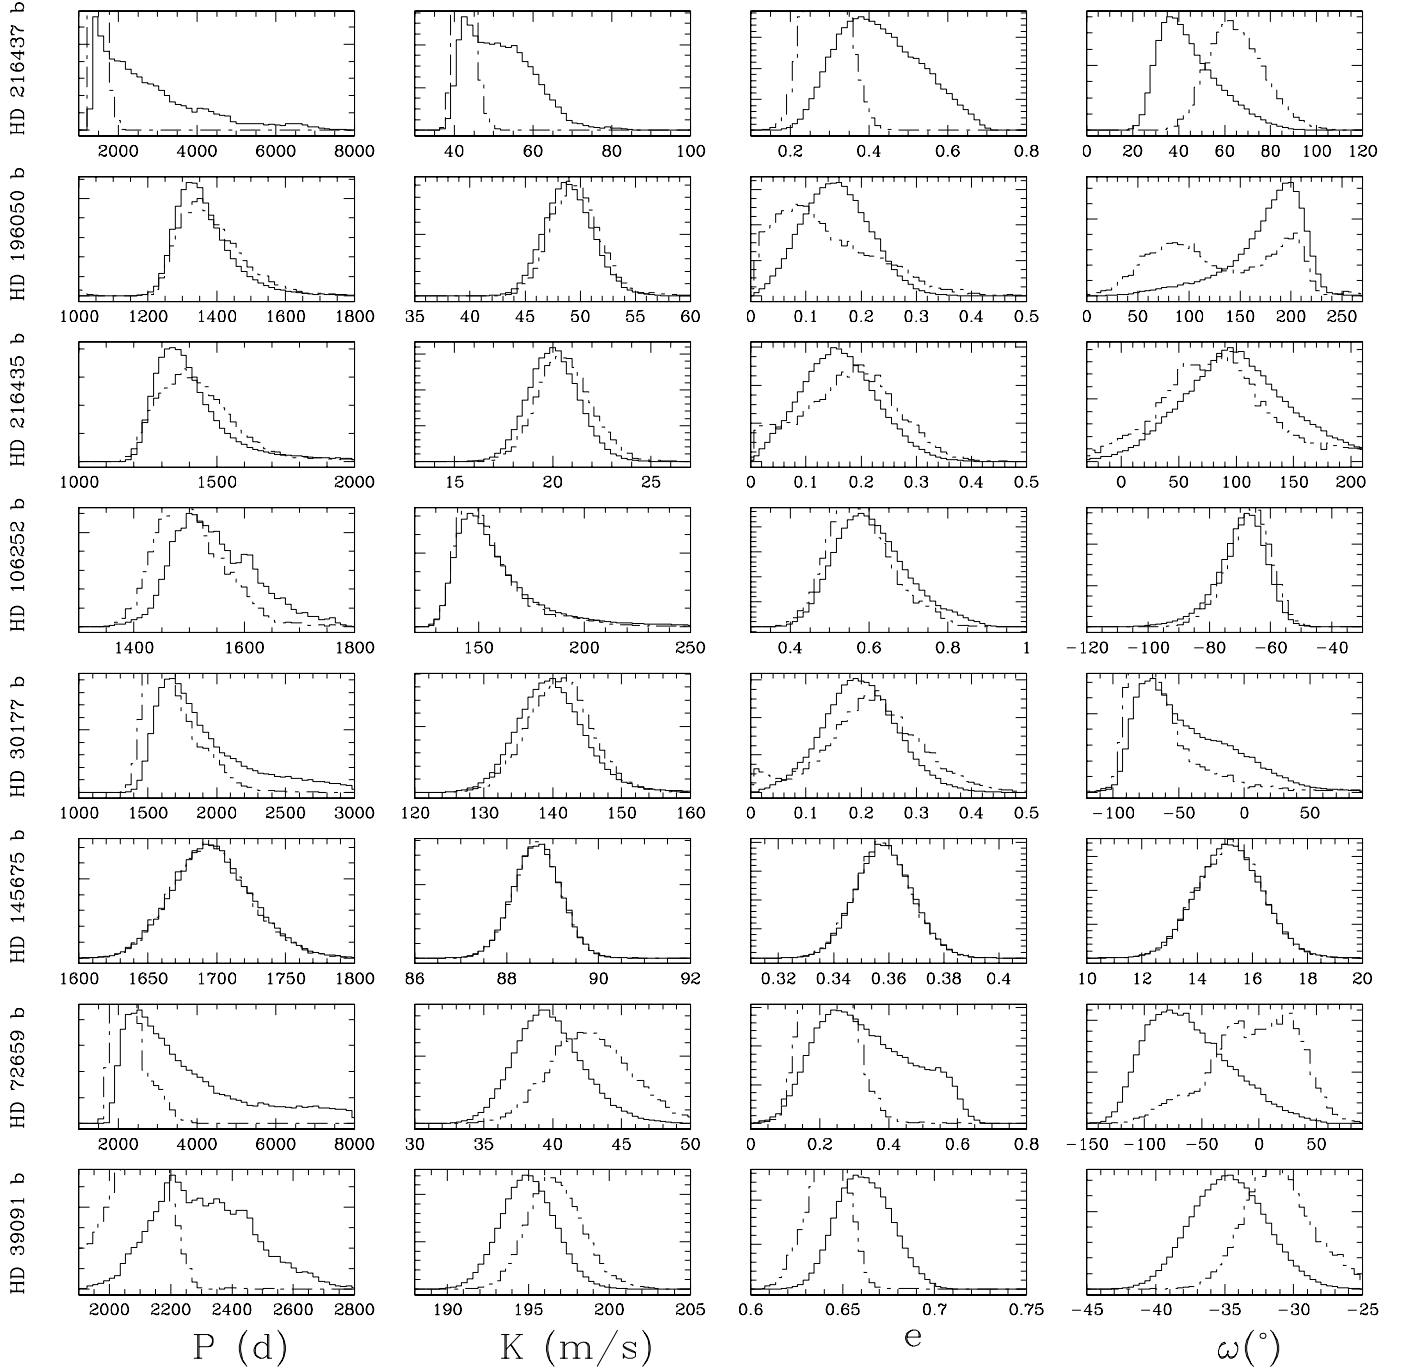 HD 216437 b
2000 4000 6000 8000 40 60 80 100 0.2 0.4 0.6 0.8 0 20 40 60 80 100 120
HD 196050 b
1000 1200 1400 1600 1800 35 40 45 50 55 60 0 0.1 0.2 0.3 0.4 0.5 0 50 100 150 200 250
HD 216435 b
1000 1500 2000 15 20 25 0 0.1 0.2 0.3 0.4 0.5 0 50 100 150 200
HD 106252 b
1400 1600 1800 150 200 250 0.4 0.6 0.8 1 −120 −100 −80 −60 −40
HD 30177 b
1000 1500 2000 2500 3000 120 130 140 150 160 0 0.1 0.2 0.3 0.4 0.5 −100 −50 0 50
HD 145675 b
1600 1650 1700 1750 1800 86 88 90 92 0.32 0.34 0.36 0.38 0.4 10 12 14 16 18 20
HD 72659 b
2000 4000 6000 8000 30 35 40 45 50 0 0.2 0.4 0.6 0.8 −150 −100 −50 0 50
HD 39091 b
2000 2200 2400 2600 2800 190 195 200 205 0.6 0.65 0.7 0.75 −45 −40 −35 −30 −25
P (d) K (m/s) e ω(°)